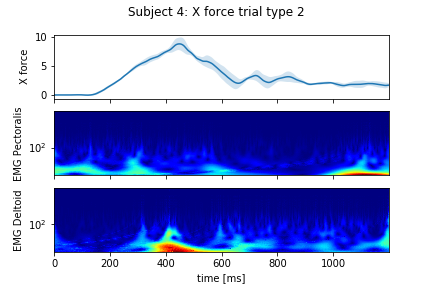 Subject 4: X force trial type 2
10
5
0
X force
10²
EMG Pectoralis
10²
EMG Deltoid
0 200 400 600 800 1000
time [ms]